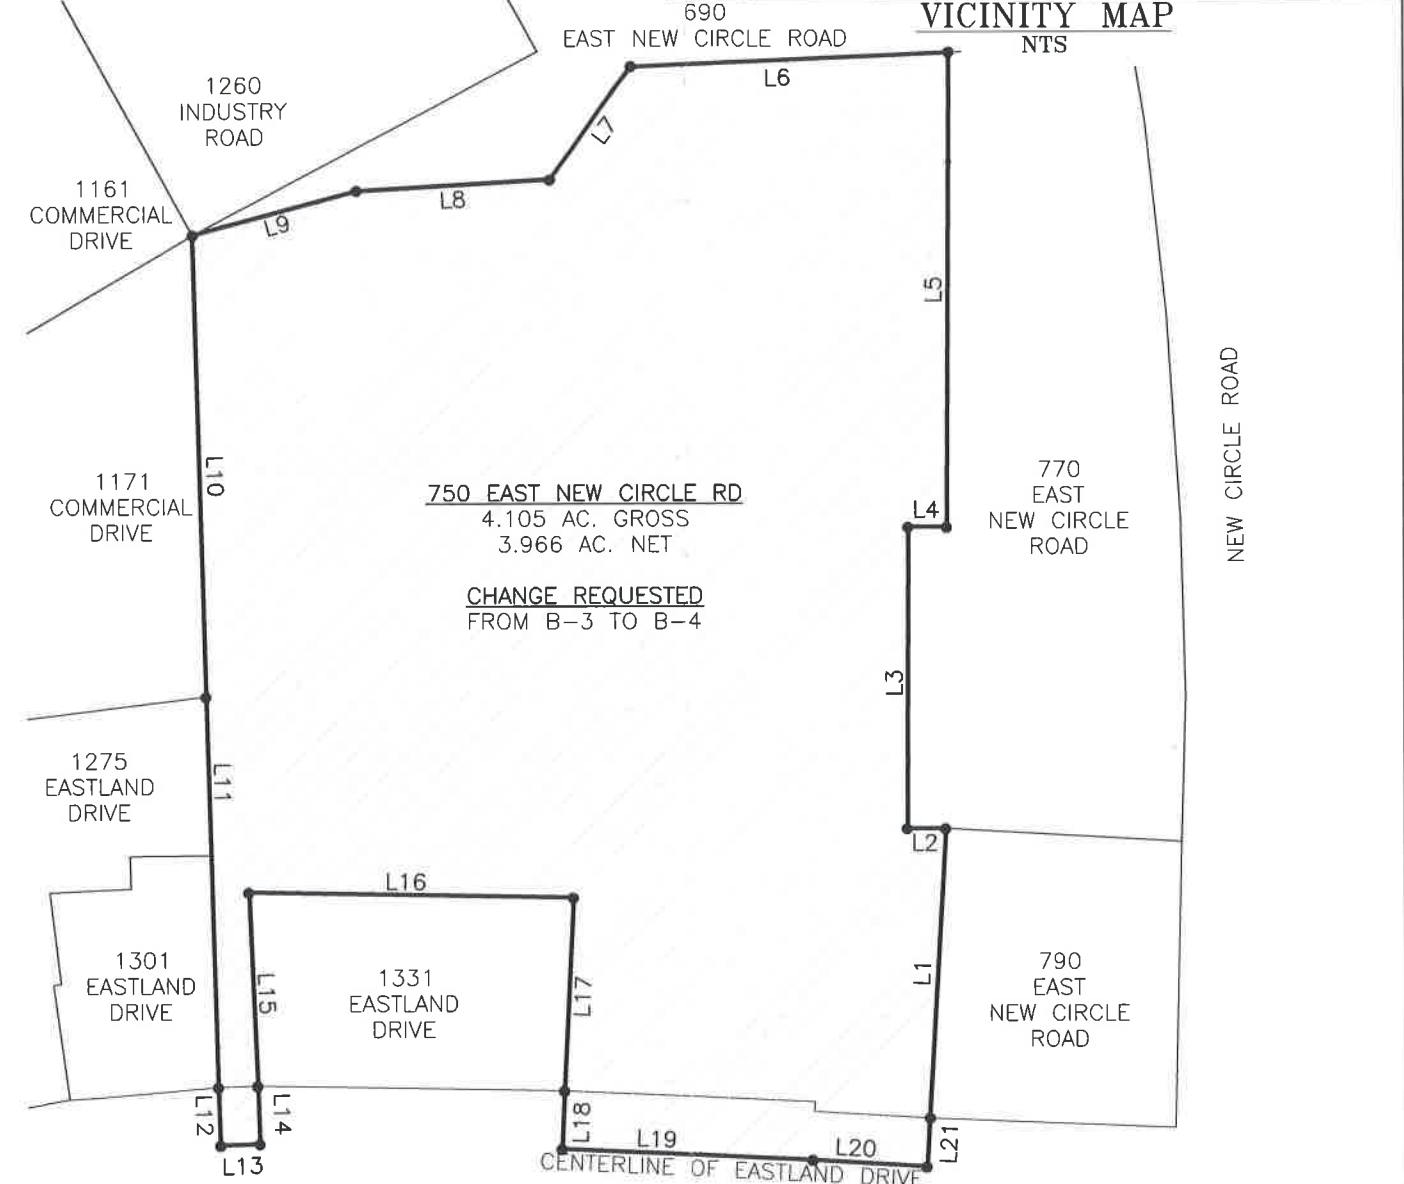 690
EAST NEW CIRCLE ROAD
VICINITY MAP
NTS
L6
1260
INDUSTRY
ROAD
L7
1161
COMMERCIAL
DRIVE
L8
L9
L5
NEW CIRCLE ROAD
L10
1171
COMMERCIAL
DRIVE
750 EAST NEW CIRCLE RD
4.105 AC. GROSS
3.966 AC. NET
CHANGE REQUESTED
FROM B-3 TO B-4
L4
770
EAST
NEW CIRCLE
ROAD
L3
1275
EASTLAND
DRIVE
L11
L2
L16
1301
EASTLAND
DRIVE
L15
1331
EASTLAND
DRIVE
L17
L1
790
EAST
NEW CIRCLE
ROAD
L12
L14
L13
L18
L19
L20
L21
CENTERLINE OF EASTLAND DRIVE